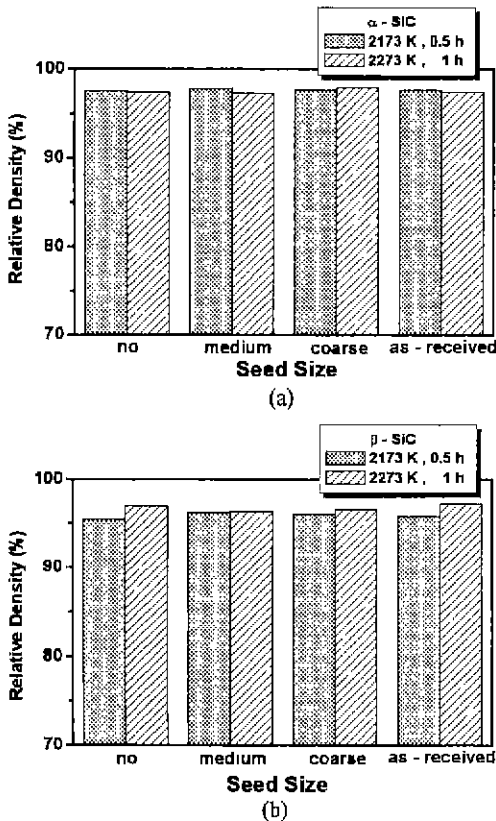 α - SiC
2173 K , 0.5 h
2273 K , 1 h
100
90
80
70
Relative Density (%)
no medium coarse as - received
Seed Size
(a)
β - SiC
2173 K , 0.5 h
2273 K , 1 h
100
90
80
70
Relative Density (%)
no medium coarse as - received
Seed Size
(b)